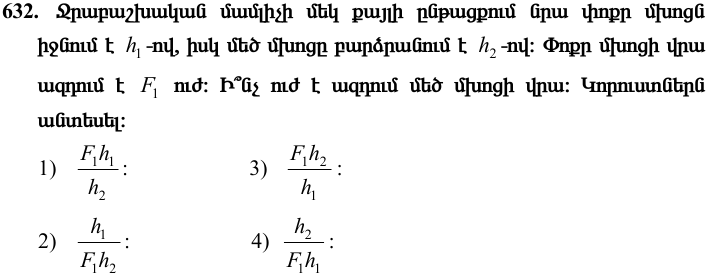 632. Ջրաբաշխական մամլիչի մեկ քայլի ընթացքում նրա փոքր մխոցն
իջնում է h₁-ով, իսկ մեծ մխոցը բարձրանում է h₂-ով: Փոքր մխոցի վրա
ազդում է F₁ ուժ: Ի՞նչ ուժ է ազդում մեծ մխոցի վրա: Կորուստներն
անտեսել:
1) F₁h₁/h₂: 3) F₁h₂/h₁:
2) h₁/F₁h₂: 4) h₂/F₁h₁: